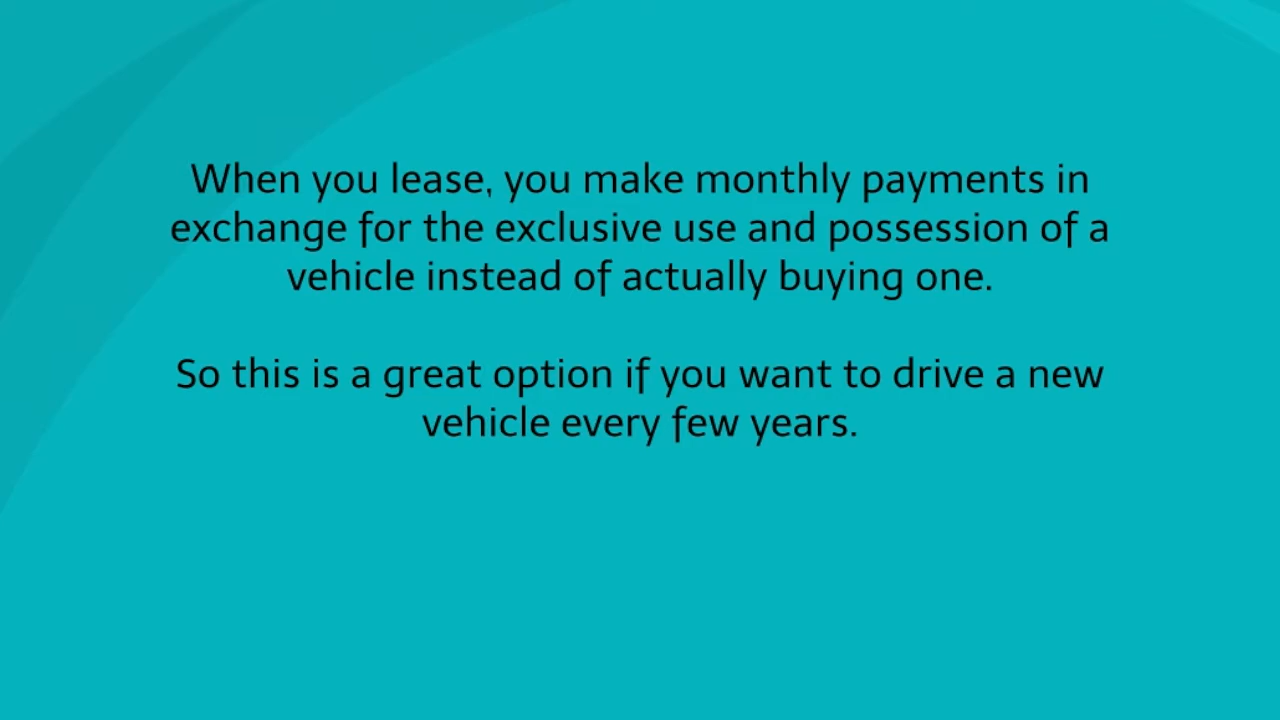 When you lease, you make monthly payments in
exchange for the exclusive use and possession of a
vehicle instead of actually buying one.
So this is a great option if you want to drive a new
vehicle every few years.